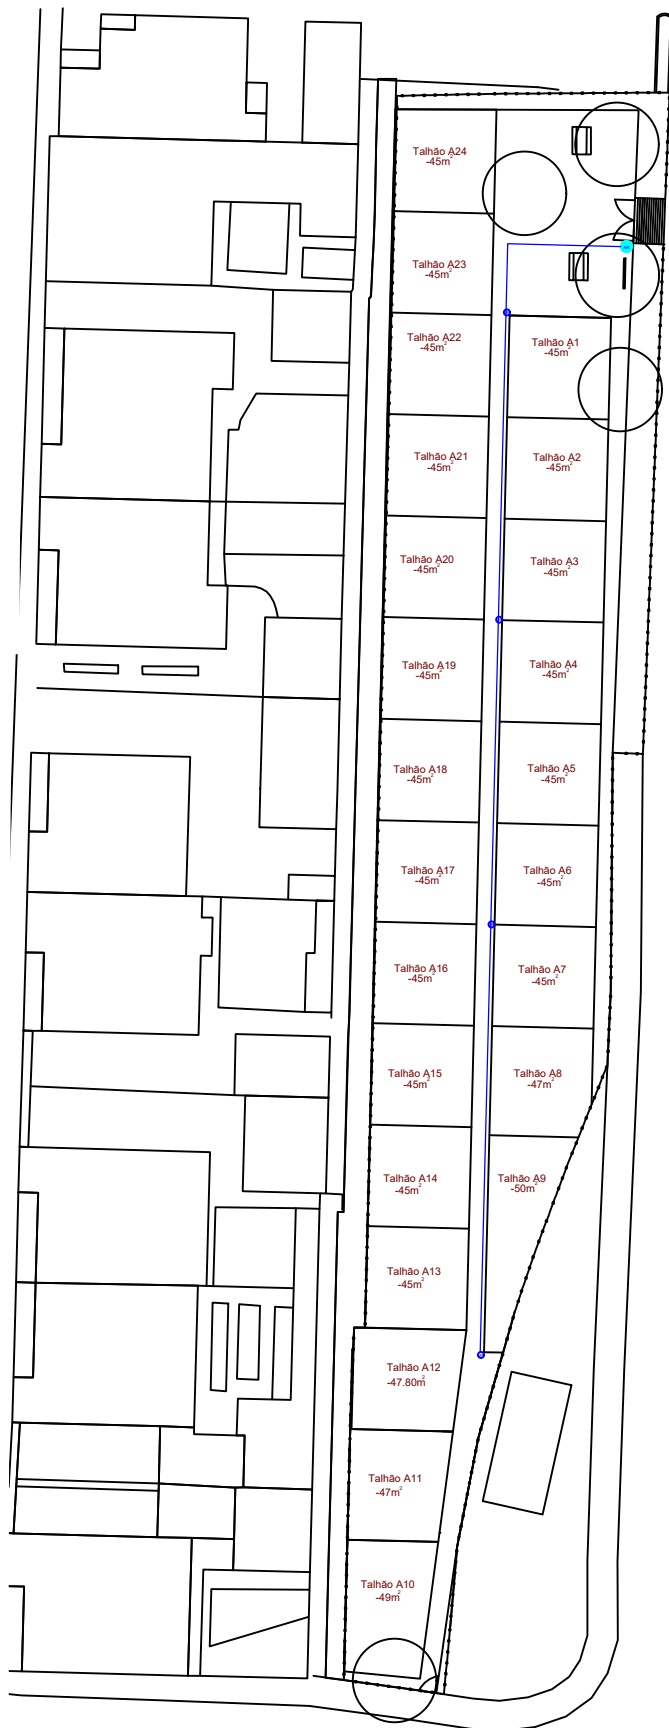 Talhão A24
-45m²
Talhão A23
-45m²
Talhão A22
-45m²
Talhão A1
-45m²
Talhão A21
-45m²
Talhão A2
-45m²
Talhão A20
-45m²
Talhão A3
-45m²
Talhão A19
-45m²
Talhão A4
-45m²
Talhão A18
-45m²
Talhão A5
-45m²
Talhão A17
-45m²
Talhão A6
-45m²
Talhão A16
-45m²
Talhão A7
-45m²
Talhão A15
-45m²
Talhão A8
-47m²
Talhão A14
-45m²
Talhão A9
-50m²
Talhão A13
-45m²
Talhão A12
-47.80m²
Talhão A11
-47m²
Talhão A10
-49m²